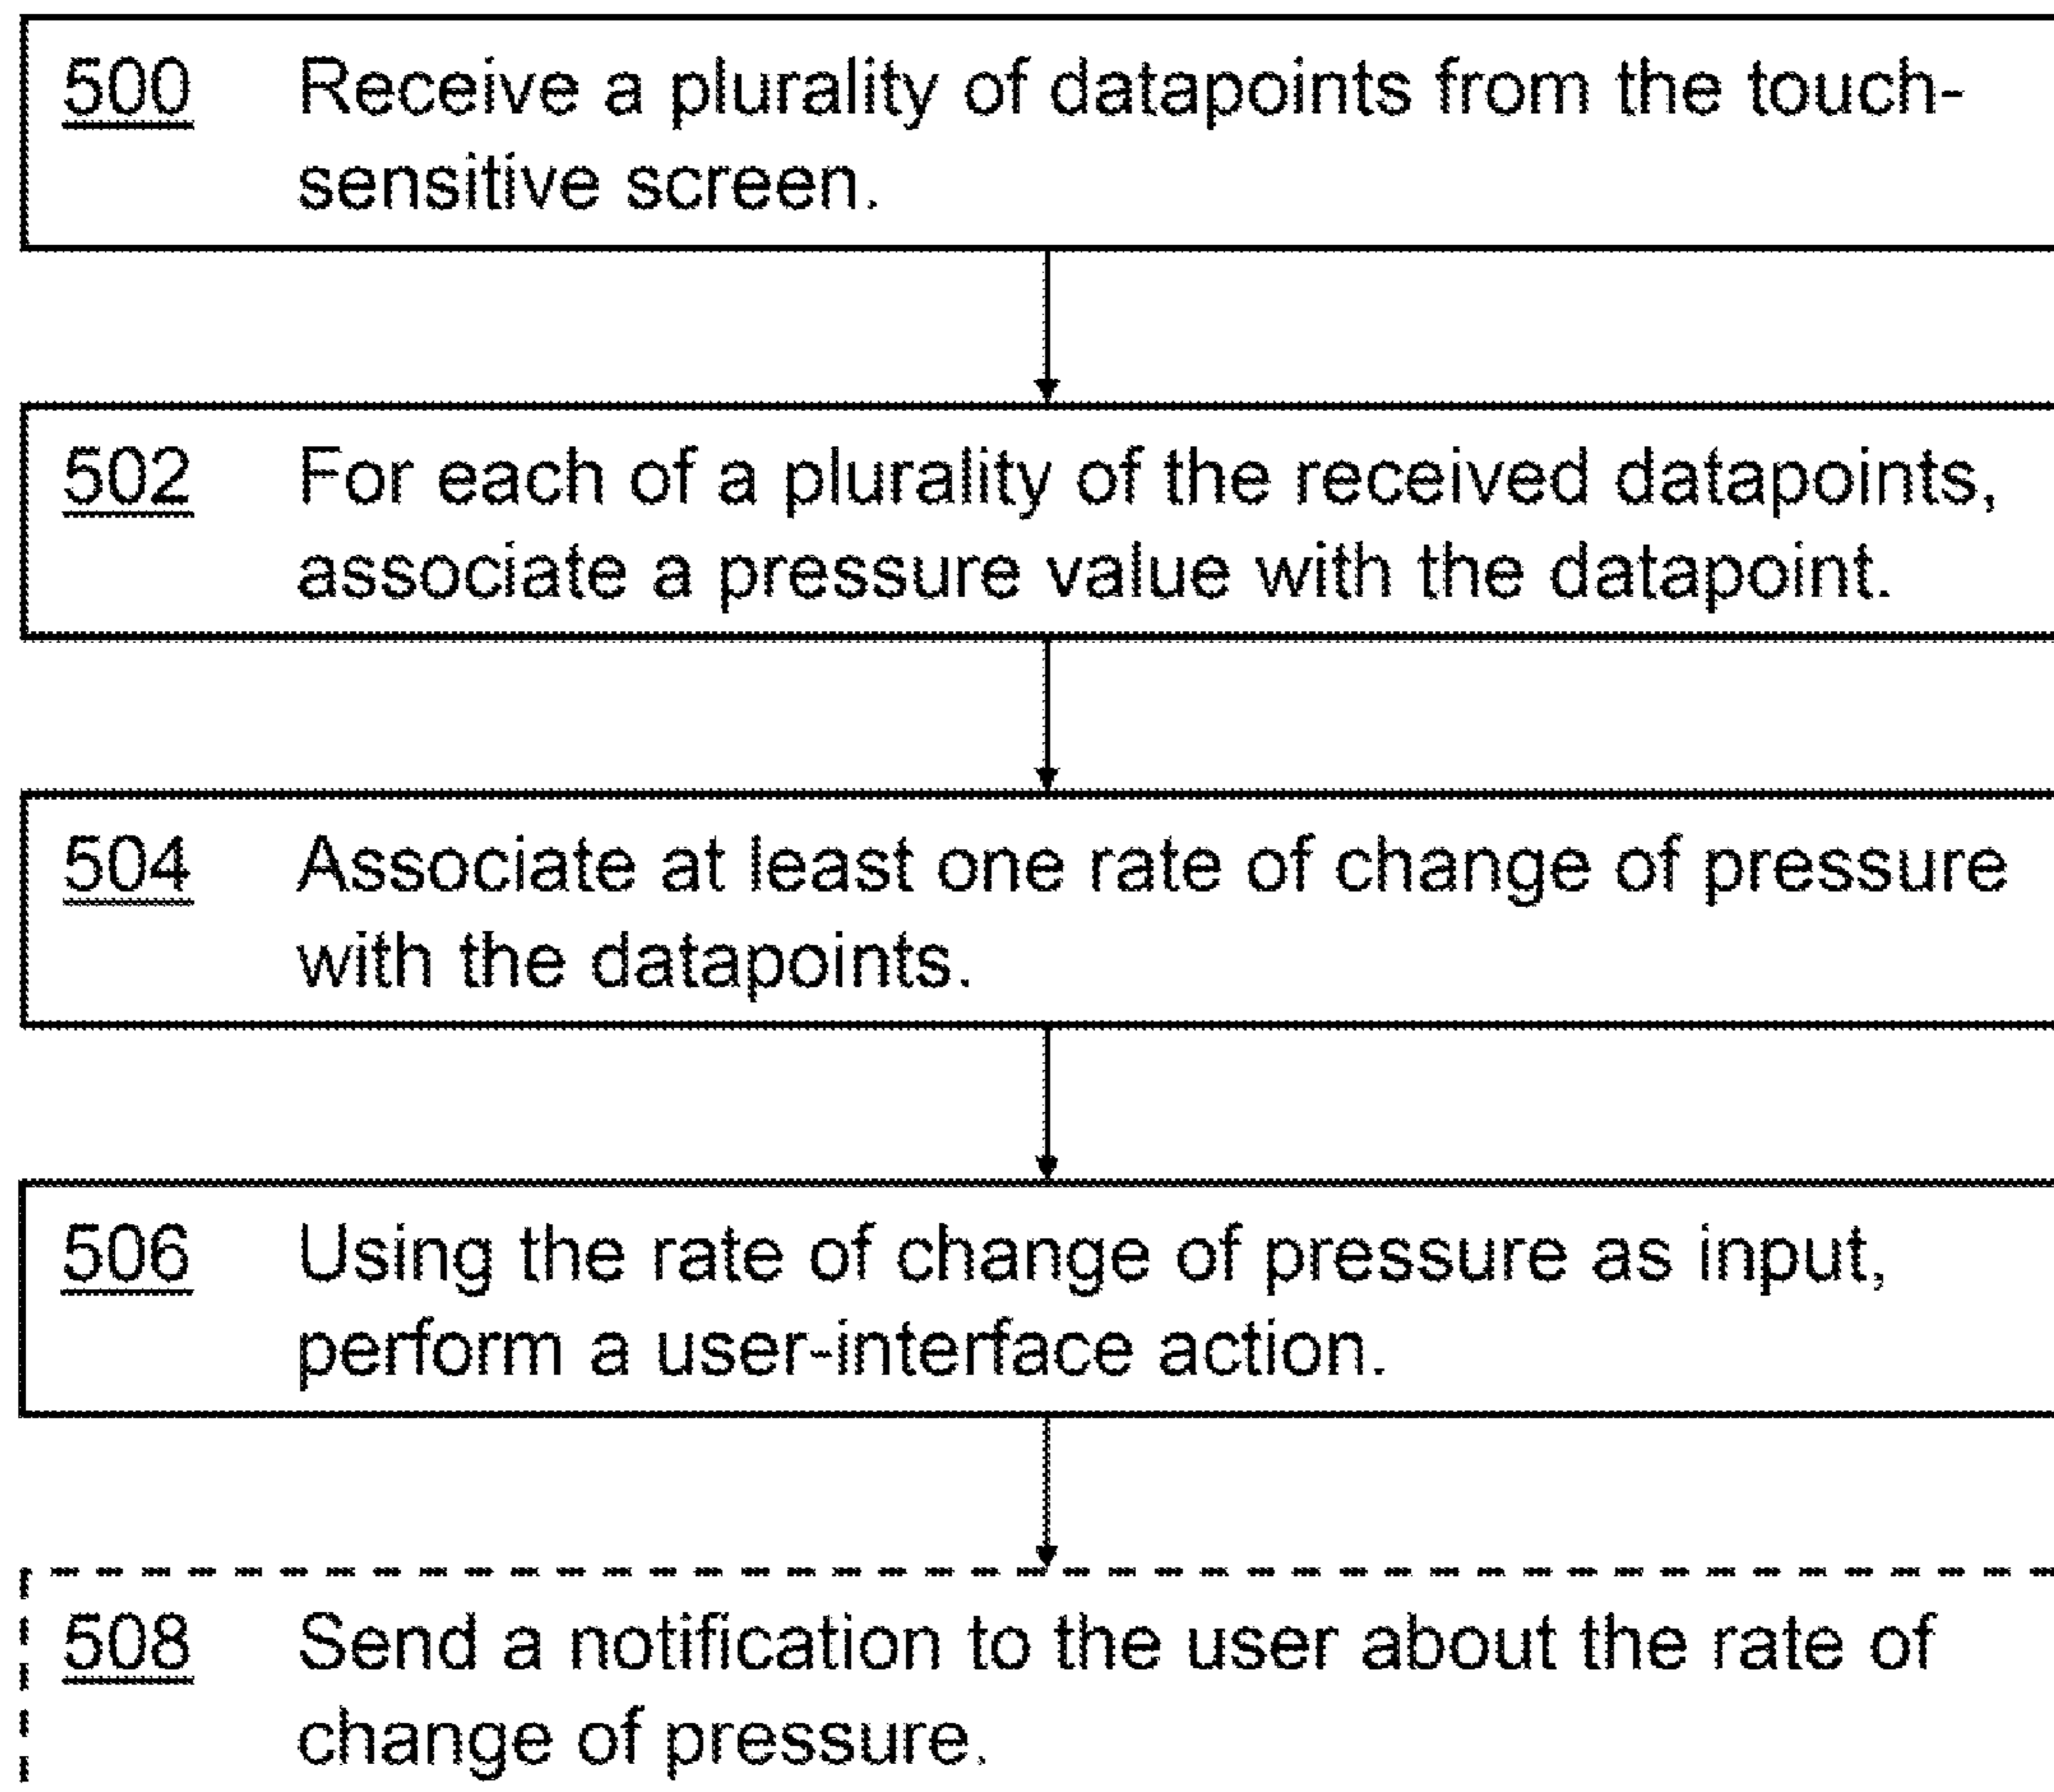 500 Receive a plurality of datapoints from the touch-
sensitive screen.
502 For each of a plurality of the received datapoints,
associate a pressure value with the datapoint.
504 Associate at least one rate of change of pressure
with the datapoints.
506 Using the rate of change of pressure as input,
perform a user-interface action.
508 Send a notification to the user about the rate of
change of pressure.